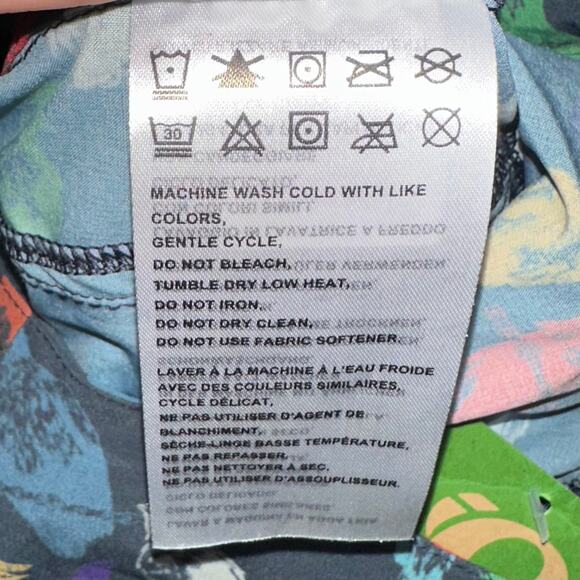 30
MACHINE WASH COLD WITH LIKE
COLORS,
GENTLE CYCLE,
DO NOT BLEACH,
TUMBLE DRY LOW HEAT,
DO NOT IRON,
DO NOT DRY CLEAN,
DO NOT USE FABRIC SOFTENER
LAVER À LA MACHINE À L'EAU FROIDE
AVEC DES COULEURS SIMILAIRES,
CYCLE DÉLICAT,
NE PAS UTILISER D'AGENT DE
BLANCHIMENT,
SÈCHE-LINGE BASSE TEMPÉRATURE,
NE PAS REPASSER,
NE PAS NETTOYER À SEC,
NE PAS UTILISER D'ASSOUPLISSEUR.